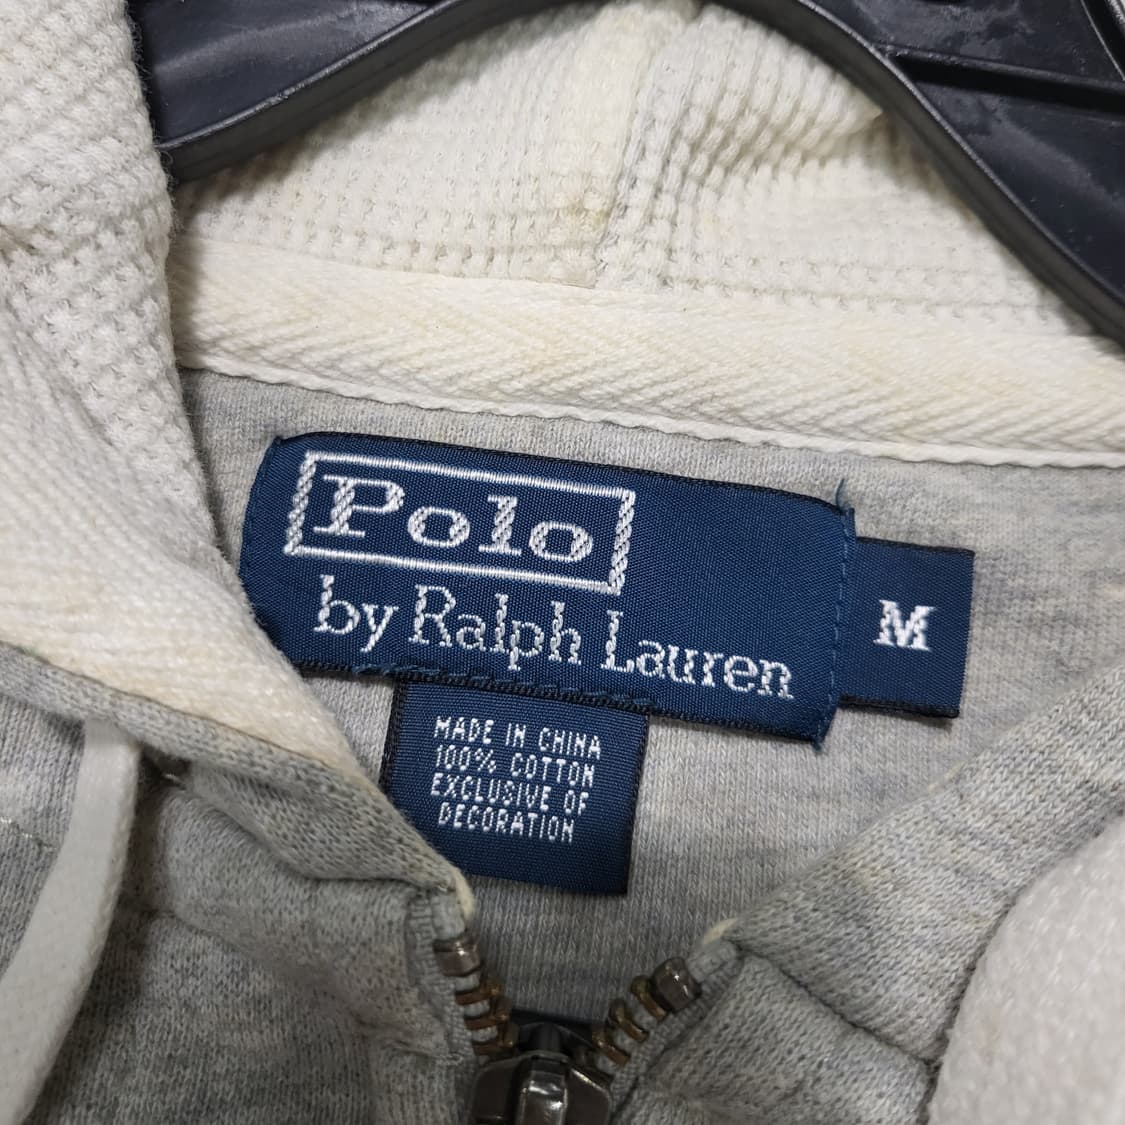 Polo
by Ralph Lauren
M
MADE IN CHINA
100% COTTON
EXCLUSIVE OF
DECORATION